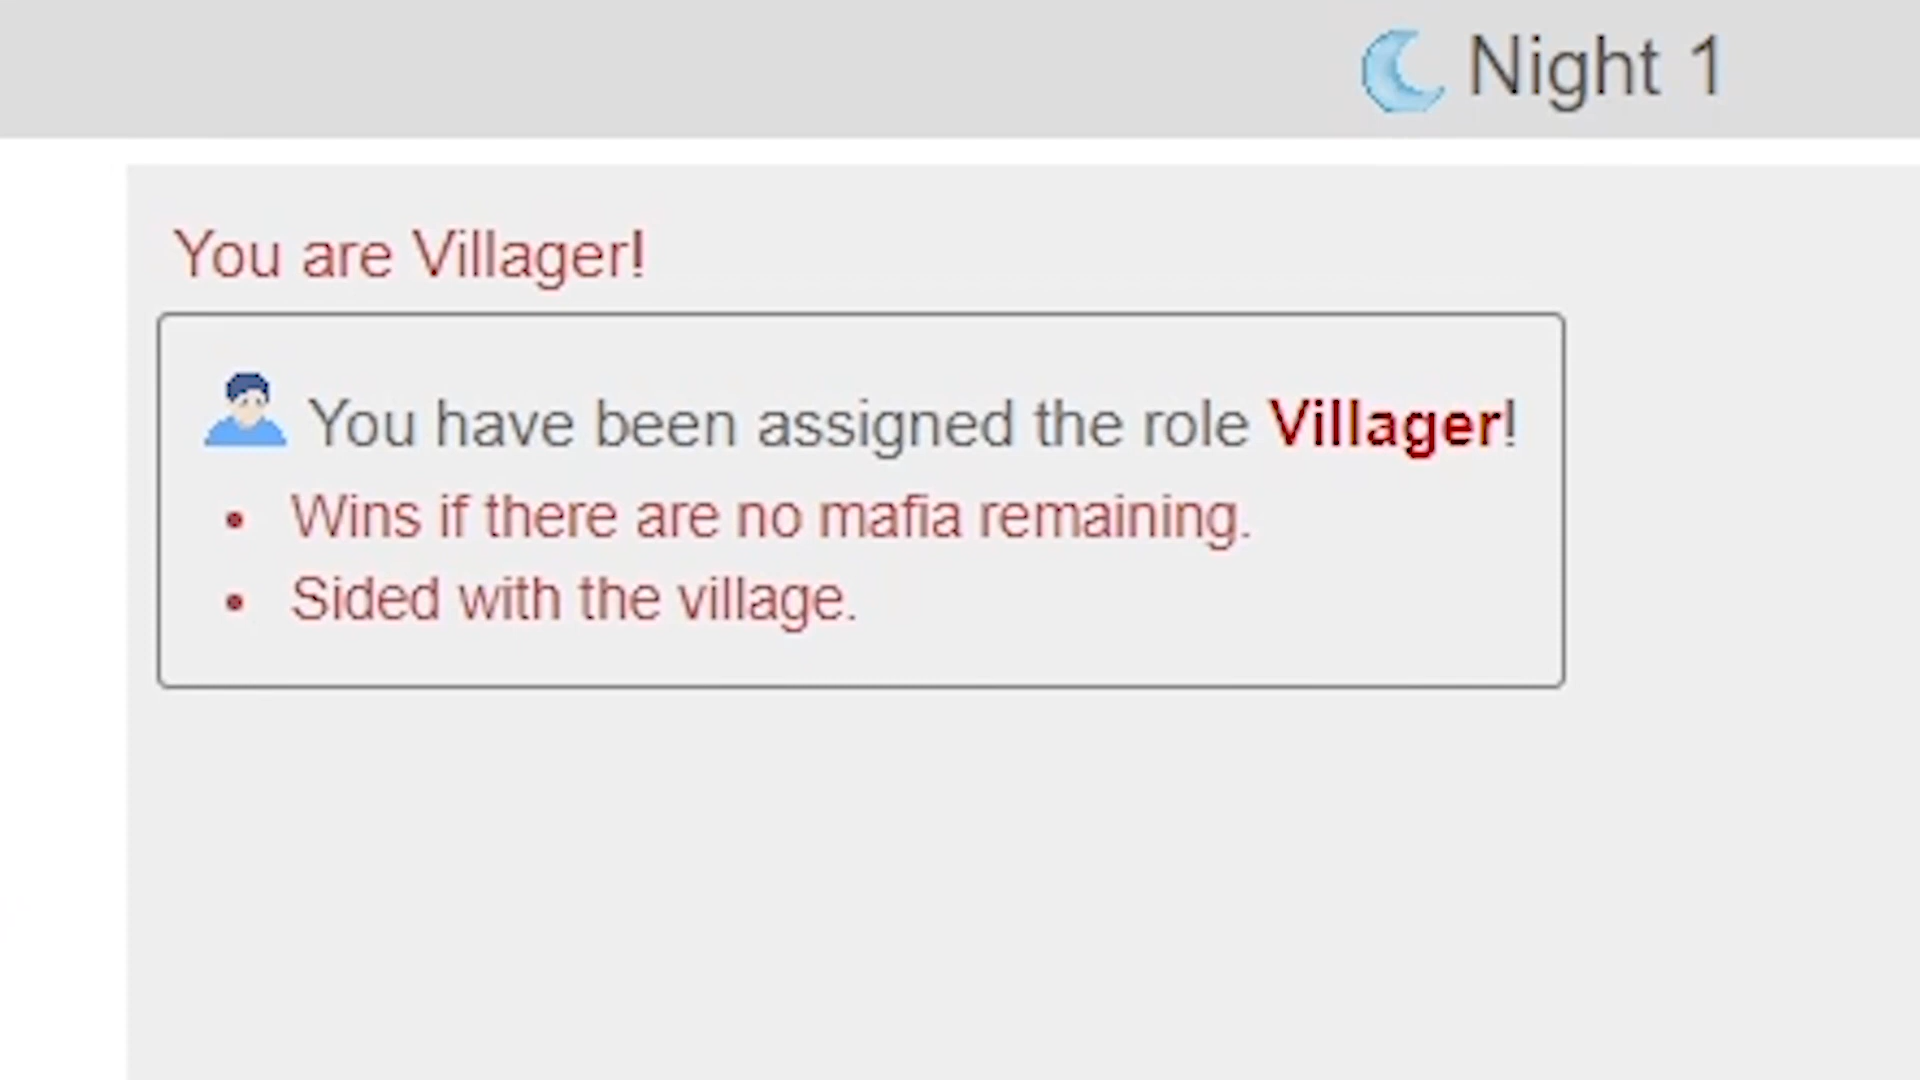 Night 1
You are Villager!
You have been assigned the role Villager!
• Wins if there are no mafia remaining.
• Sided with the village.